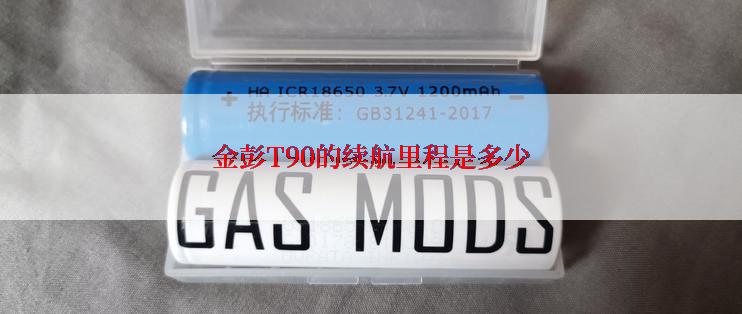 HA ICR18650 3.7V 1200mAh
执行标准：GB31241-2017
金彭T90的续航里程是多少
GAS MODS